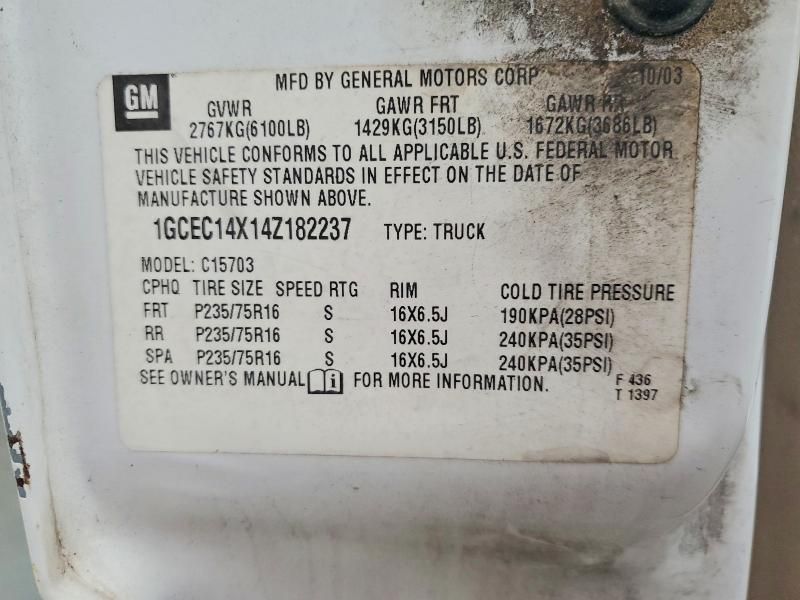 GM
MFD BY GENERAL MOTORS CORP 10/03
GVWR GAWR FRT GAWR RR
2767KG(6100LB) 1429KG(3150LB) 1672KG(3686LB)
THIS VEHICLE CONFORMS TO ALL APPLICABLE U.S. FEDERAL MOTOR
VEHICLE SAFETY STANDARDS IN EFFECT ON THE DATE OF
MANUFACTURE SHOWN ABOVE.
1GCEC14X14Z182237 TYPE: TRUCK
MODEL: C15703
CPHQ TIRE SIZE SPEED RTG RIM COLD TIRE PRESSURE
FRT P235/75R16 S 16X6.5J 190KPA(28PSI)
RR P235/75R16 S 16X6.5J 240KPA(35PSI)
SPA P235/75R16 S 16X6.5J 240KPA(35PSI)
SEE OWNER'S MANUAL i FOR MORE INFORMATION.
F 436
T 1397